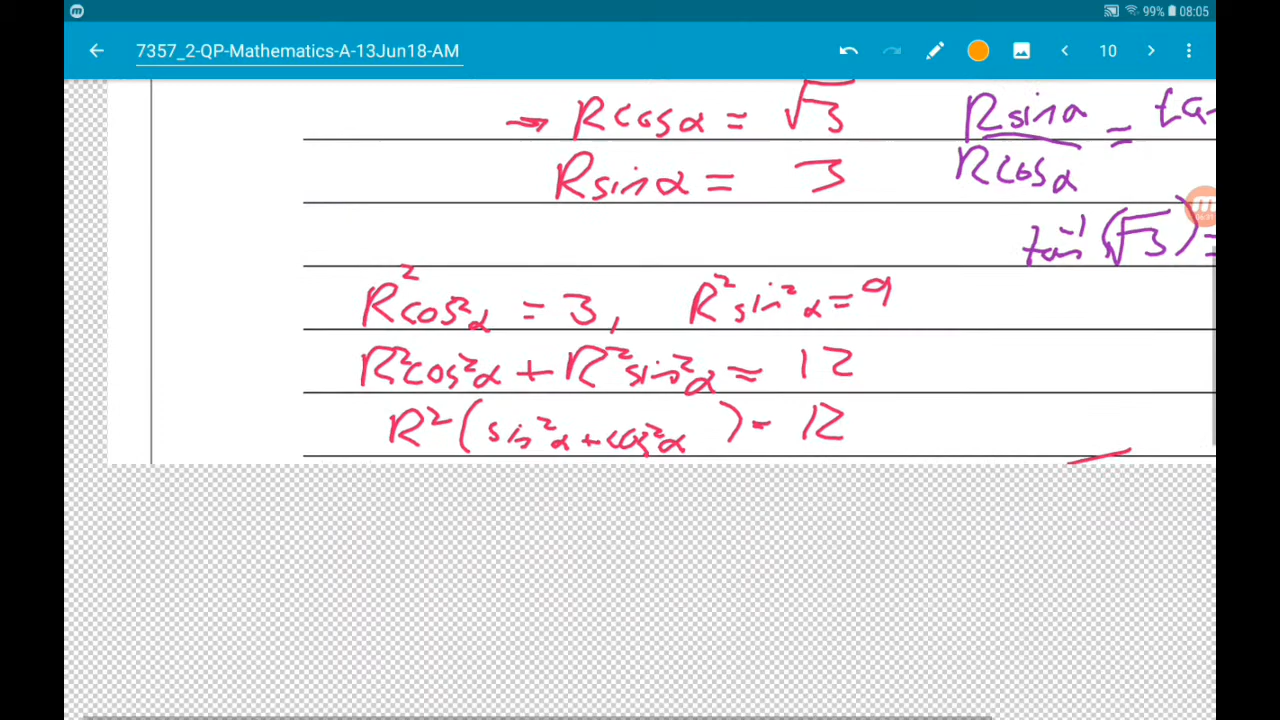 99% 08:05
7357_2-QP-Mathematics-A-13Jun18-AM
10
→ Rcosα = √3
Rsinα = 3
Rsinα/Rcosα =
tan⁻¹(√3) =
R²cos²α = 3, R²sin²α = 9
R²cos²α + R²sin²α = 12
R²(sin²α + cos²α) = 12